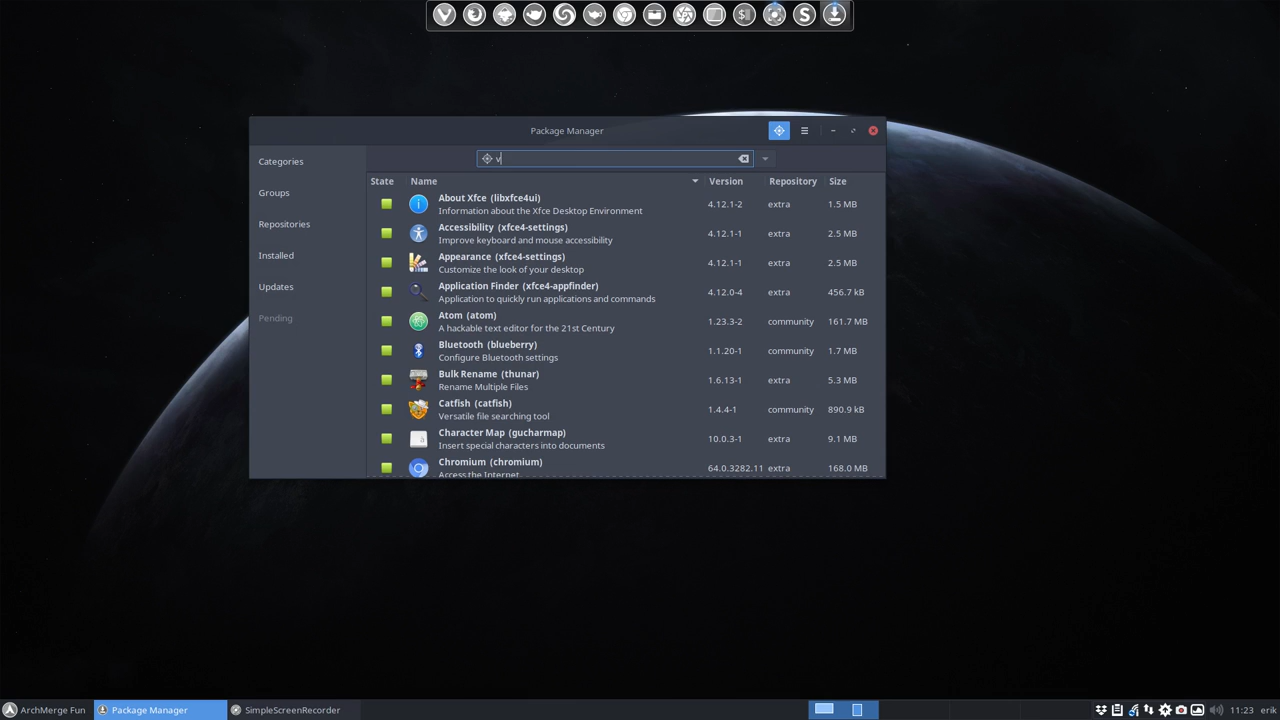 Package Manager
v
Categories
Groups
Repositories
Installed
Updates
Pending
State Name Version Repository Size
About Xfce (libxfce4ui)
Information about the Xfce Desktop Environment
4.12.1-2 extra 1.5 MB
Accessibility (xfce4-settings)
Improve keyboard and mouse accessibility
4.12.1-1 extra 2.5 MB
Appearance (xfce4-settings)
Customize the look of your desktop
4.12.1-1 extra 2.5 MB
Application Finder (xfce4-appfinder)
Application to quickly run applications and commands
4.12.0-4 extra 456.7 kB
Atom (atom)
A hackable text editor for the 21st Century
1.23.3-2 community 161.7 MB
Bluetooth (blueberry)
Configure Bluetooth settings
1.1.20-1 community 1.7 MB
Bulk Rename (thunar)
Rename Multiple Files
1.6.13-1 extra 5.3 MB
Catfish (catfish)
Versatile file searching tool
1.4.4-1 community 890.9 kB
Character Map (gucharmap)
Insert special characters into documents
10.0.3-1 extra 9.1 MB
Chromium (chromium)
Access the Internet
64.0.3282.11 extra 168.0 MB
ArchMerge Fun Package Manager SimpleScreenRecorder 11:23 erik